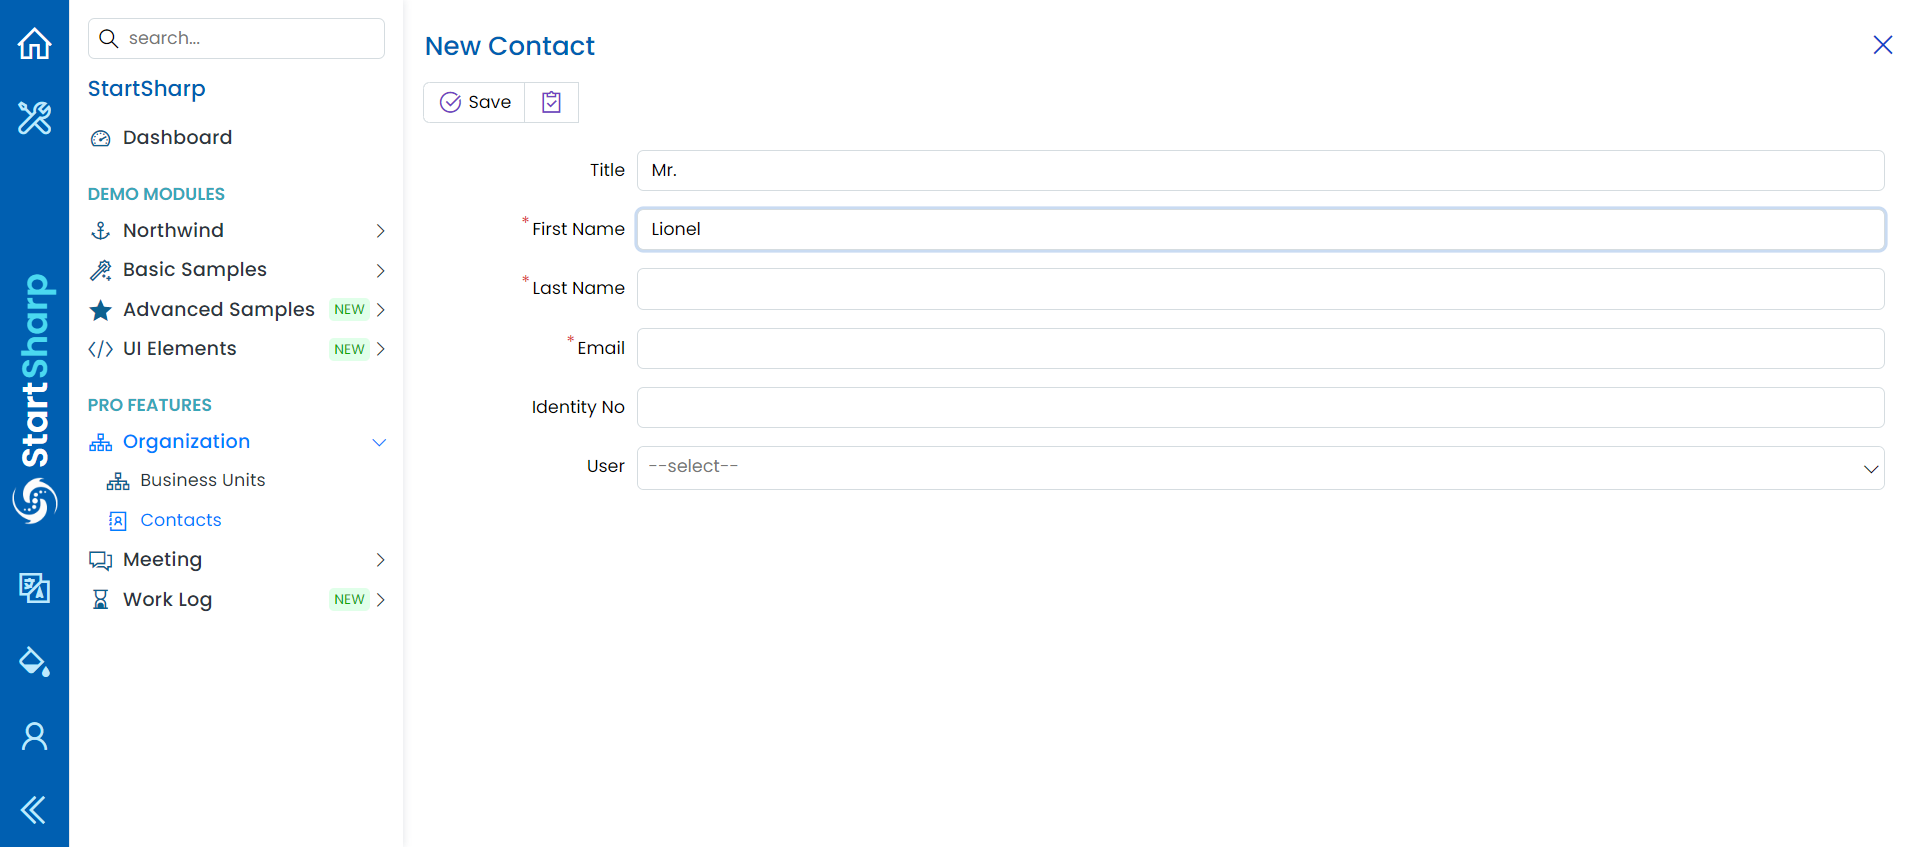 search...
StartSharp
Dashboard
DEMO MODULES
Northwind
Basic Samples
Advanced Samples NEW
UI Elements NEW
PRO FEATURES
Organization
Business Units
Contacts
Meeting
Work Log NEW
StartSharp
New Contact
Save
Title Mr.
*First Name Lionel
*Last Name
*Email
Identity No
User --select--